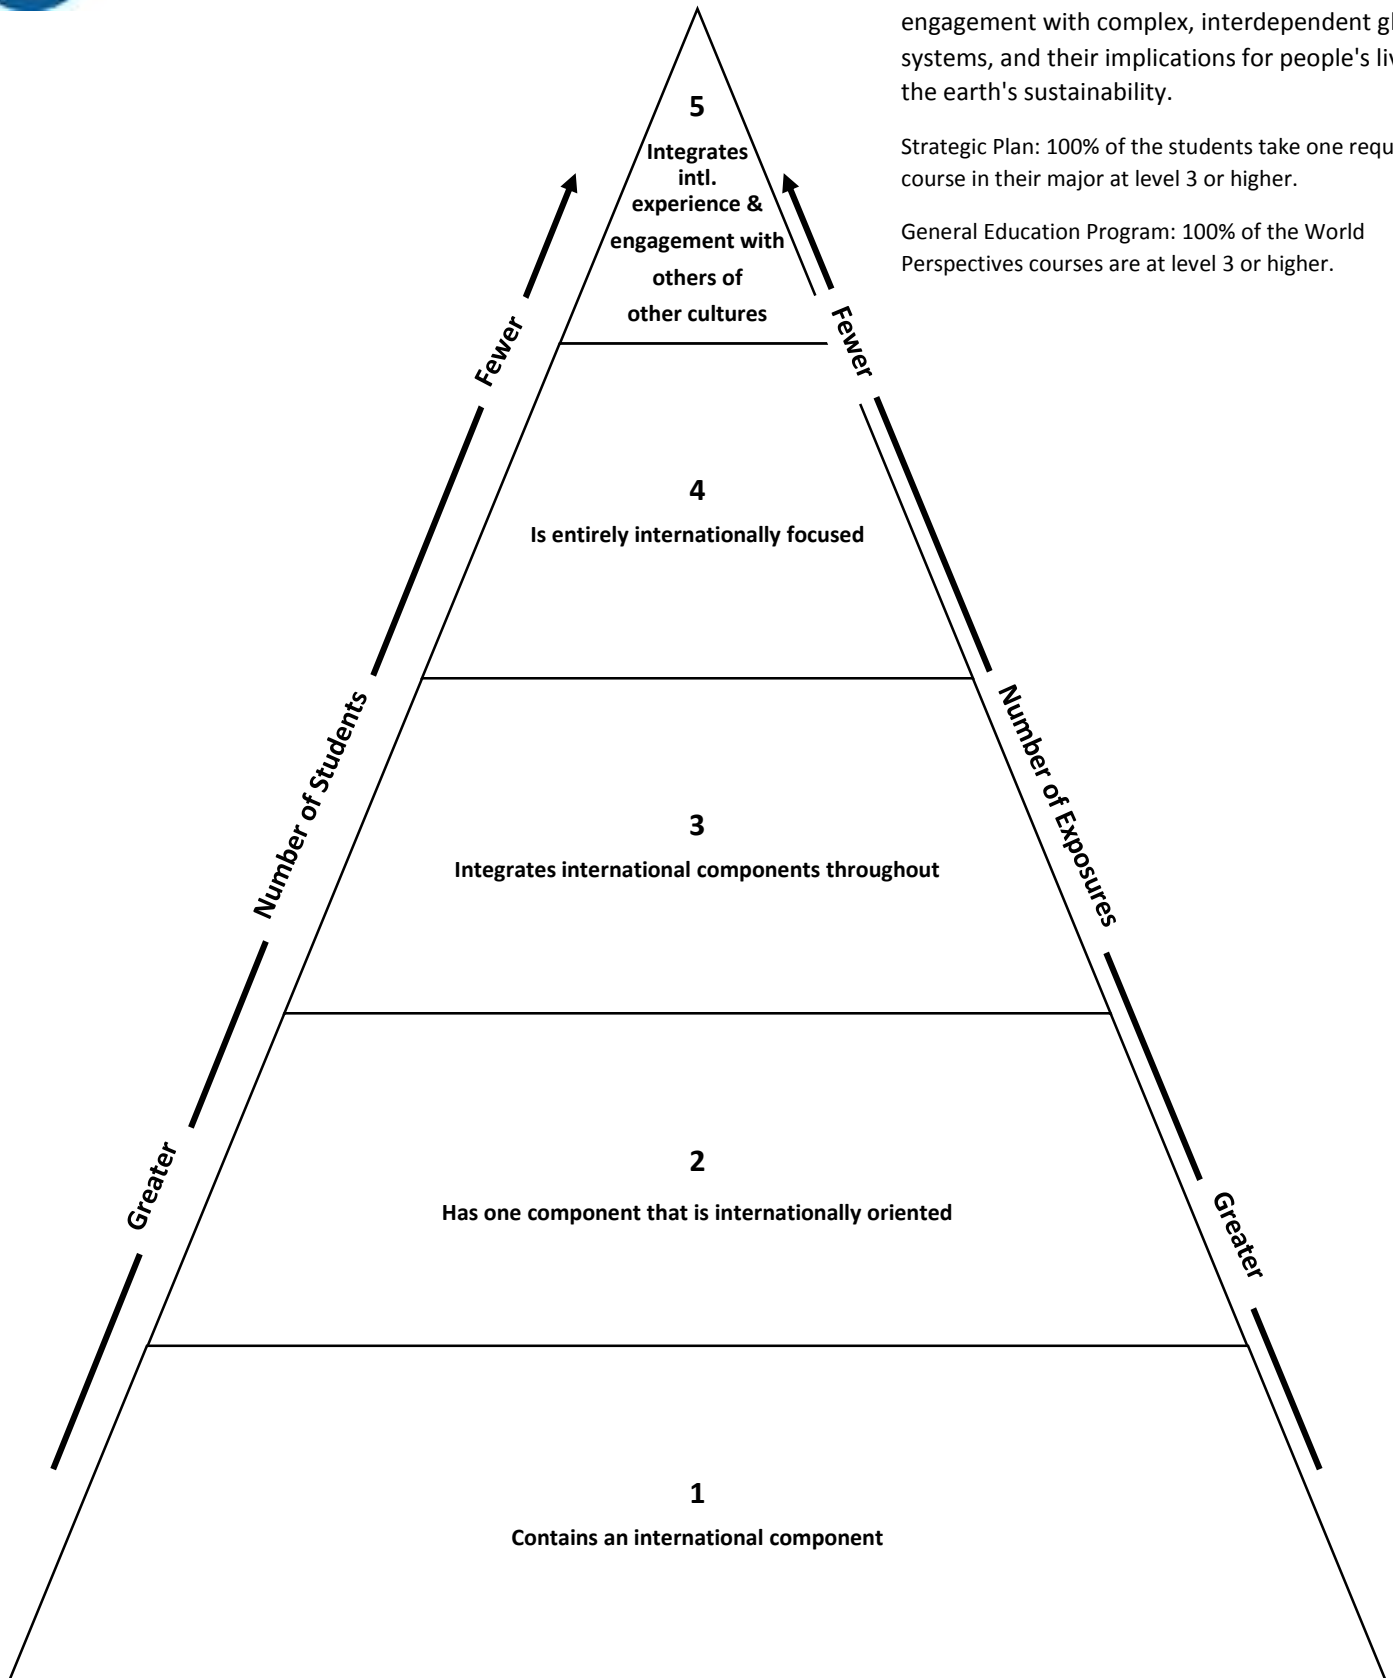 engagement with complex, interdependent
systems, and their implications for people's
the earth's sustainability.
Strategic Plan: 100% of the students take one
course in their major at level 3 or higher.
General Education Program: 100% of the World
Perspectives courses are at level 3 or higher.
5
Integrates
intl.
experience &
engagement with
others of
other cultures
Fewer
Fewer
4
Is entirely internationally focused
Number of Students
Number of Exposures
3
Integrates international components throughout
Greater
Greater
2
Has one component that is internationally oriented
1
Contains an international component